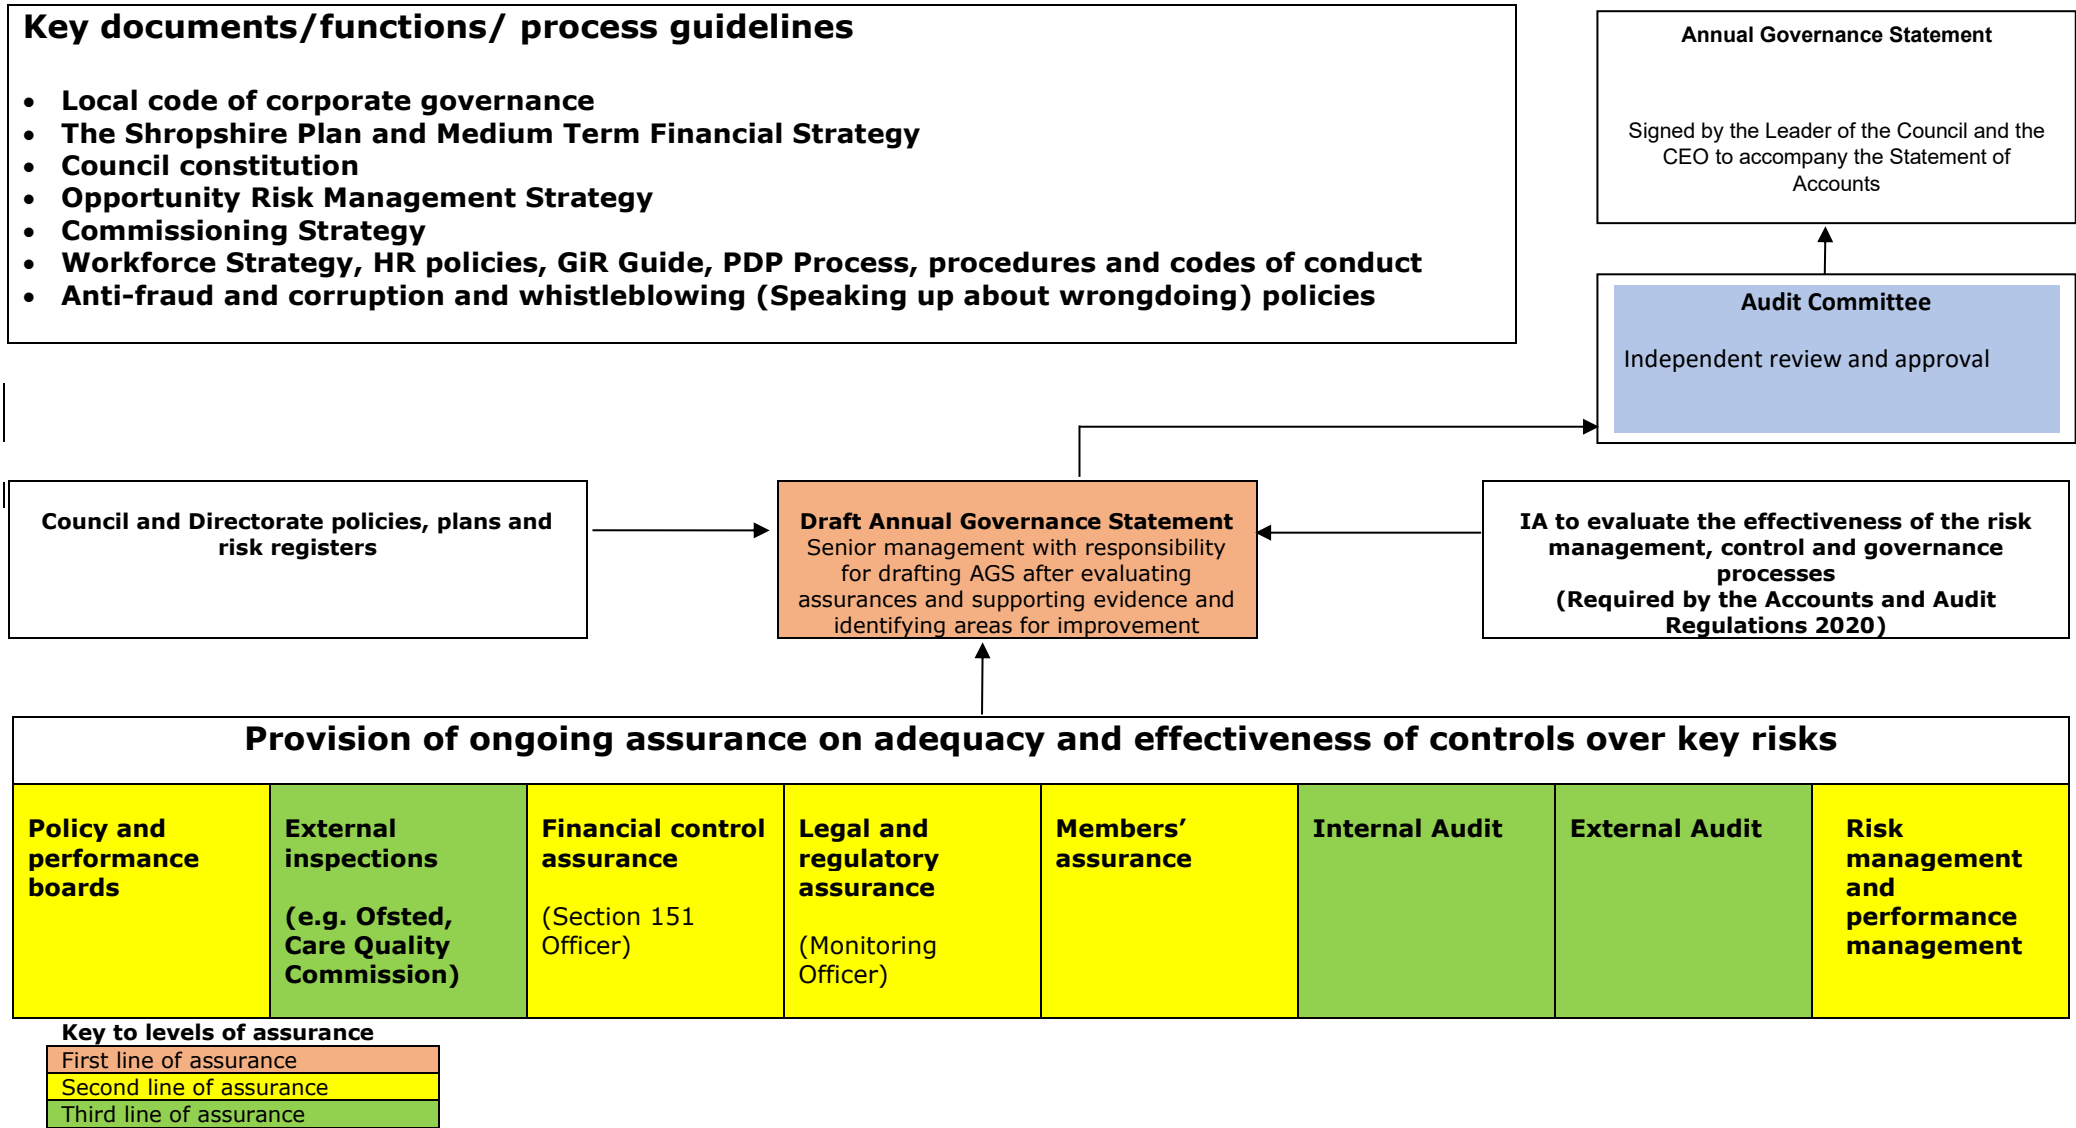 Key documents/functions/ process guidelines
• Local code of corporate governance
• The Shropshire Plan and Medium Term Financial Strategy
• Council constitution
• Opportunity Risk Management Strategy
• Commissioning Strategy
• Workforce Strategy, HR policies, GiR Guide, PDP Process, procedures and codes of conduct
• Anti-fraud and corruption and whistleblowing (Speaking up about wrongdoing) policies
Annual Governance Statement
Signed by the Leader of the Council and the
CEO to accompany the Statement of
Accounts
Audit Committee
Independent review and approval
Council and Directorate policies, plans and
risk registers
Draft Annual Governance Statement
Senior management with responsibility
for drafting AGS after evaluating
assurances and supporting evidence and
identifying areas for improvement
IA to evaluate the effectiveness of the risk
management, control and governance
processes
(Required by the Accounts and Audit
Regulations 2020)
Provision of ongoing assurance on adequacy and effectiveness of controls over key risks
Policy and
performance
boards
External
inspections
(e.g. Ofsted,
Care Quality
Commission)
Financial control
assurance
(Section 151
Officer)
Legal and
regulatory
assurance
(Monitoring
Officer)
Members’
assurance
Internal Audit
External Audit
Risk
management
and
performance
management
Key to levels of assurance
First line of assurance
Second line of assurance
Third line of assurance